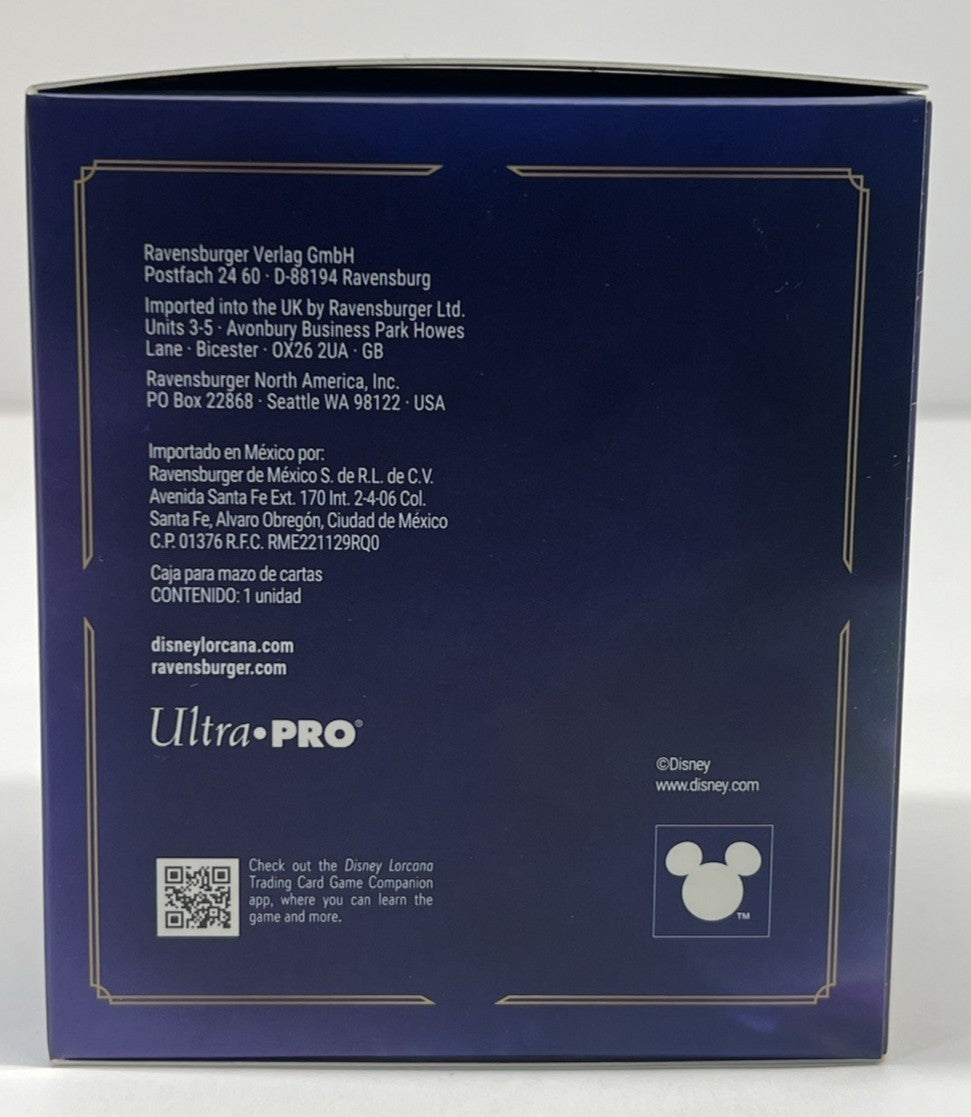 Ravensburger Verlag GmbH
Postfach 24 60 · D-88194 Ravensburg
Imported into the UK by Ravensburger Ltd.
Units 3-5 · Avonbury Business Park Howes
Lane · Bicester · OX26 2UA · GB
Ravensburger North America, Inc.
PO Box 22868 · Seattle WA 98122 · USA
Importado en México por:
Ravensburger de México S. de R.L. de C.V.
Avenida Santa Fe Ext. 170 Int. 2-4-06 Col.
Santa Fe, Alvaro Obregón, Ciudad de México
C.P. 01376 R.F.C. RME221129RQ0
Caja para mazo de cartas
CONTENIDO: 1 unidad
disneylorcana.com
ravensburger.com
Ultra•PRO®
©Disney
www.disney.com
Check out the Disney Lorcana
Trading Card Game Companion
app, where you can learn the
game and more.
TM